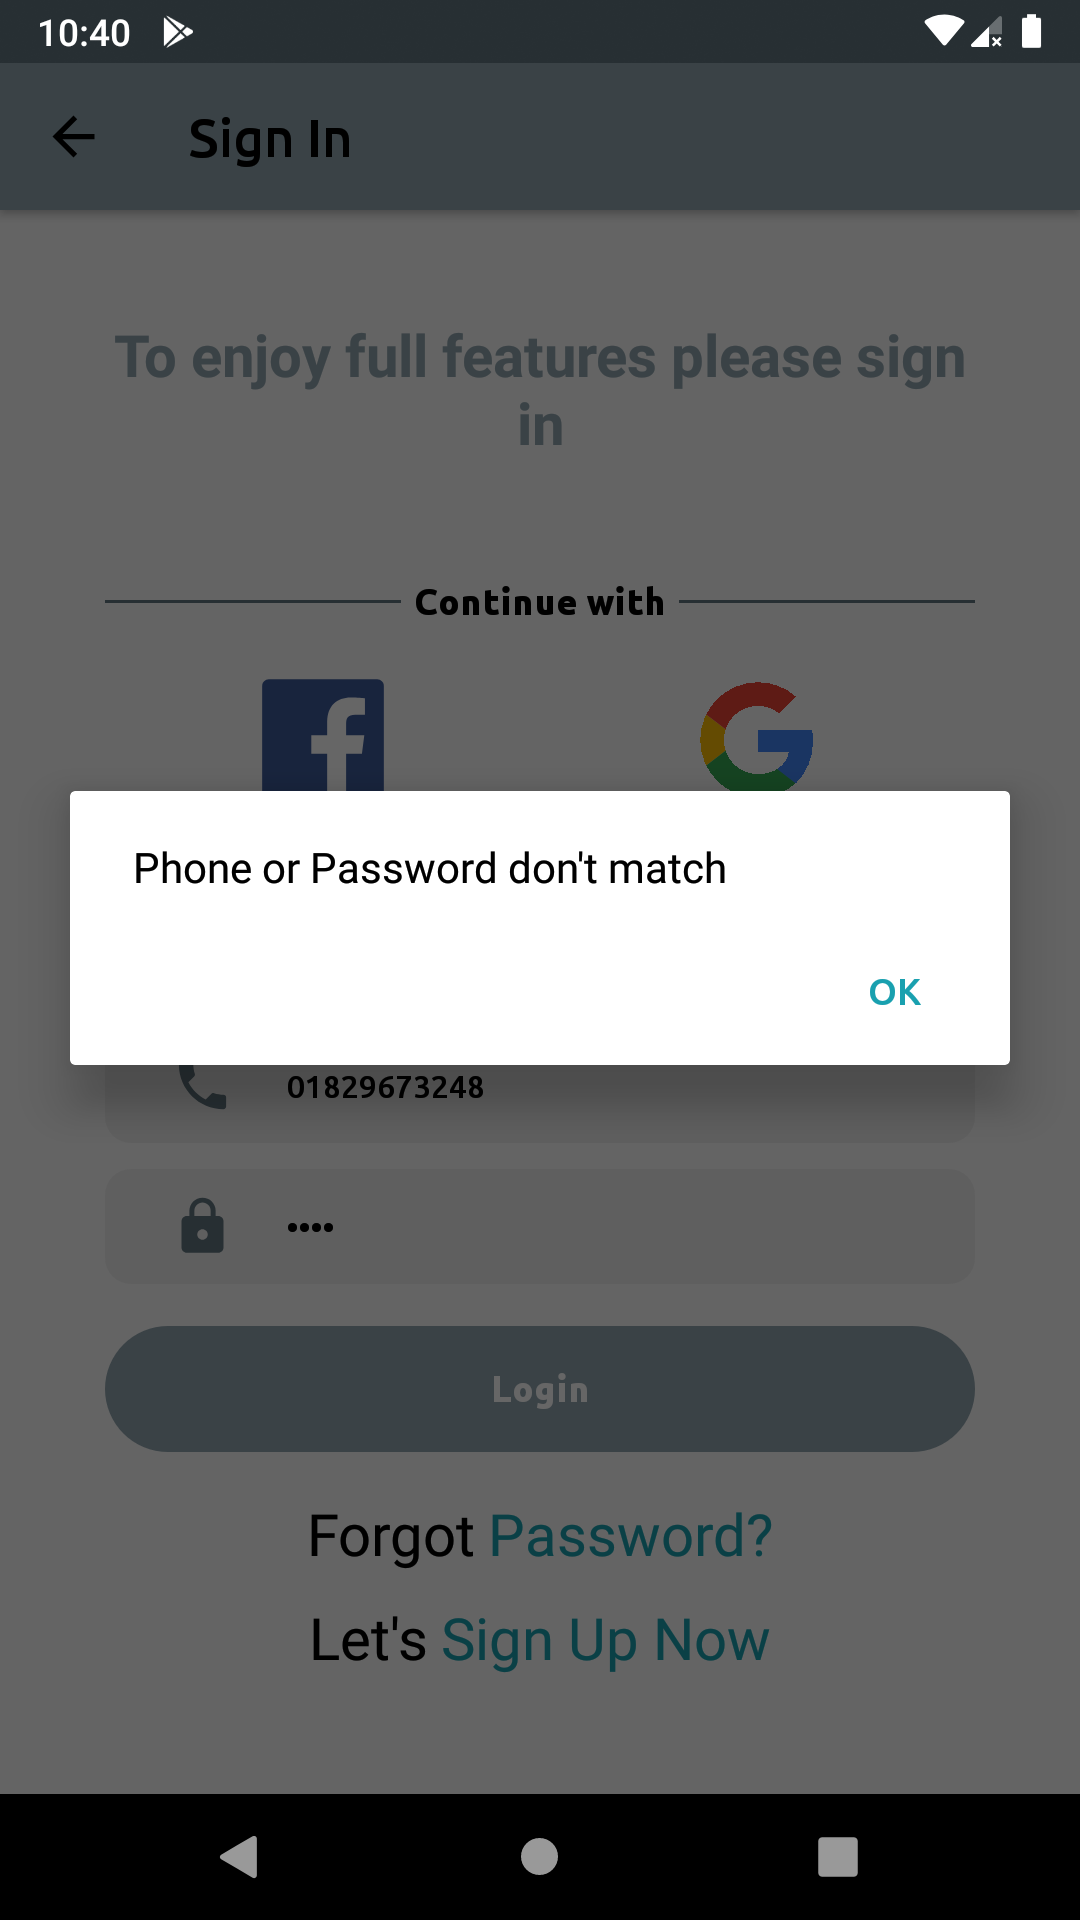 10:40
Sign In
To enjoy full features please sign
in
Continue with
Phone or Password don't match
OK
01829673248
••••
Login
Forgot Password?
Let's Sign Up Now